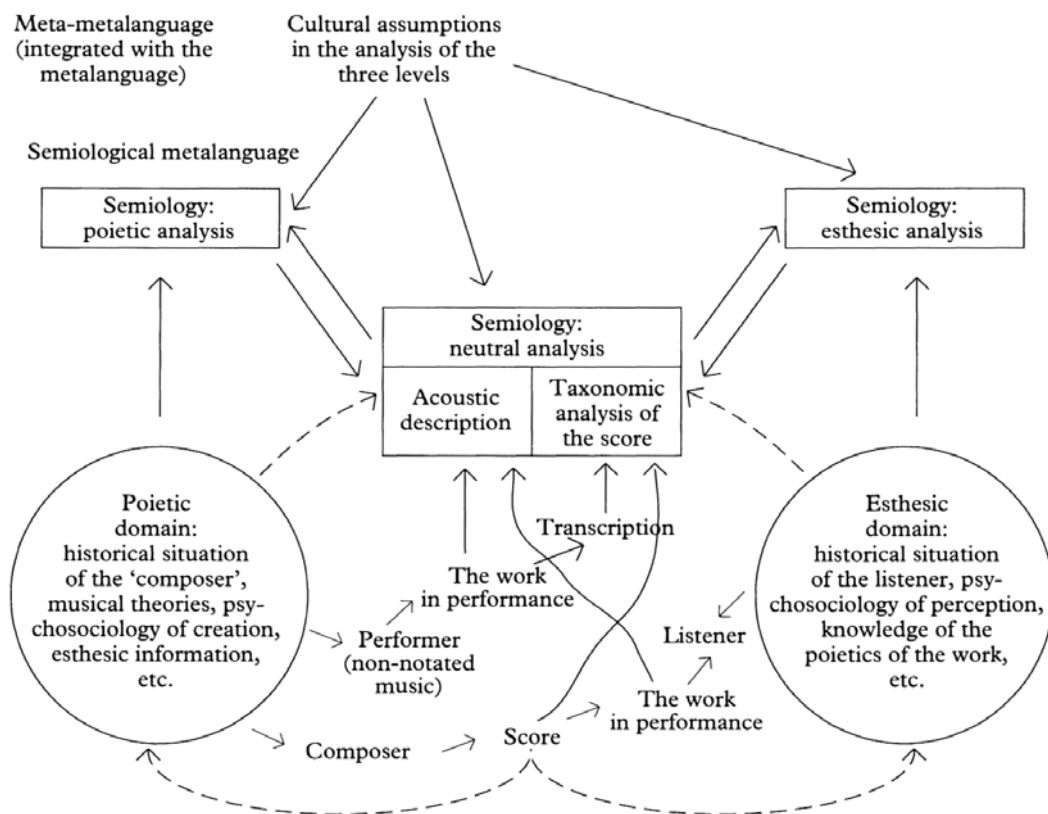 Meta-metalanguage
(integrated with the
metalanguage)
Cultural assumptions
in the analysis of the
three levels
Semiological metalanguage
Semiology:
poietic analysis
Semiology:
esthesic analysis
Semiology:
neutral analysis
Acoustic
description
Taxonomic
analysis of
the score
Poietic
domain:
historical situation
of the ‘composer’,
musical theories, psy-
chosociology of creation,
esthesic information,
etc.
Transcription
The work
in performance
Performer
(non-notated
music)
Composer
Score
The work
in performance
Listener
Esthesic
domain:
historical situation
of the listener, psy-
chosociology of perception,
knowledge of the
poietics of the work,
etc.